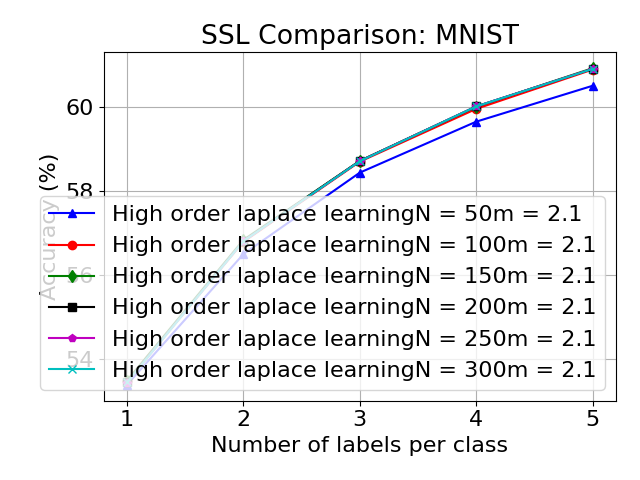 SSL Comparison: MNIST
60
58
56
54
Accuracy (%)
High order laplace learningN = 50m = 2.1
High order laplace learningN = 100m = 2.1
High order laplace learningN = 150m = 2.1
High order laplace learningN = 200m = 2.1
High order laplace learningN = 250m = 2.1
High order laplace learningN = 300m = 2.1
1 2 3 4 5
Number of labels per class